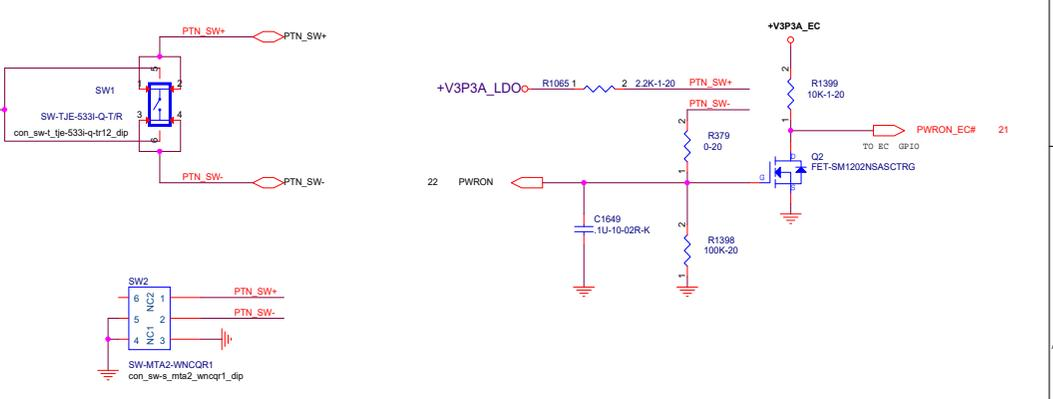 PTN_SW+
PTN_SW+
5
1
2
SW1
SW-TJE-533I-Q-T/R
3
4
con_sw-t_tje-533i-q-tr12_dip
6
PTN_SW-
PTN_SW-
SW2
6
NC2
1
PTN_SW+
5
2
PTN_SW-
4
NC1
3
SW-MTA2-WNCQR1
con_sw-s_mta2_wncqr1_dip
+V3P3A_LDO
R1065 1
2 2.2K-1-20
PTN_SW+
PTN_SW-
2
R379
0-20
1
22
PWRON
C1649
.1U-10-02R-K
2
R1398
100K-20
1
+V3P3A_EC
2
R1399
10K-1-20
1
PWRON_EC#
21
TO EC GPIO
D
Q2
FET-SM1202NSASCTRG
G
S